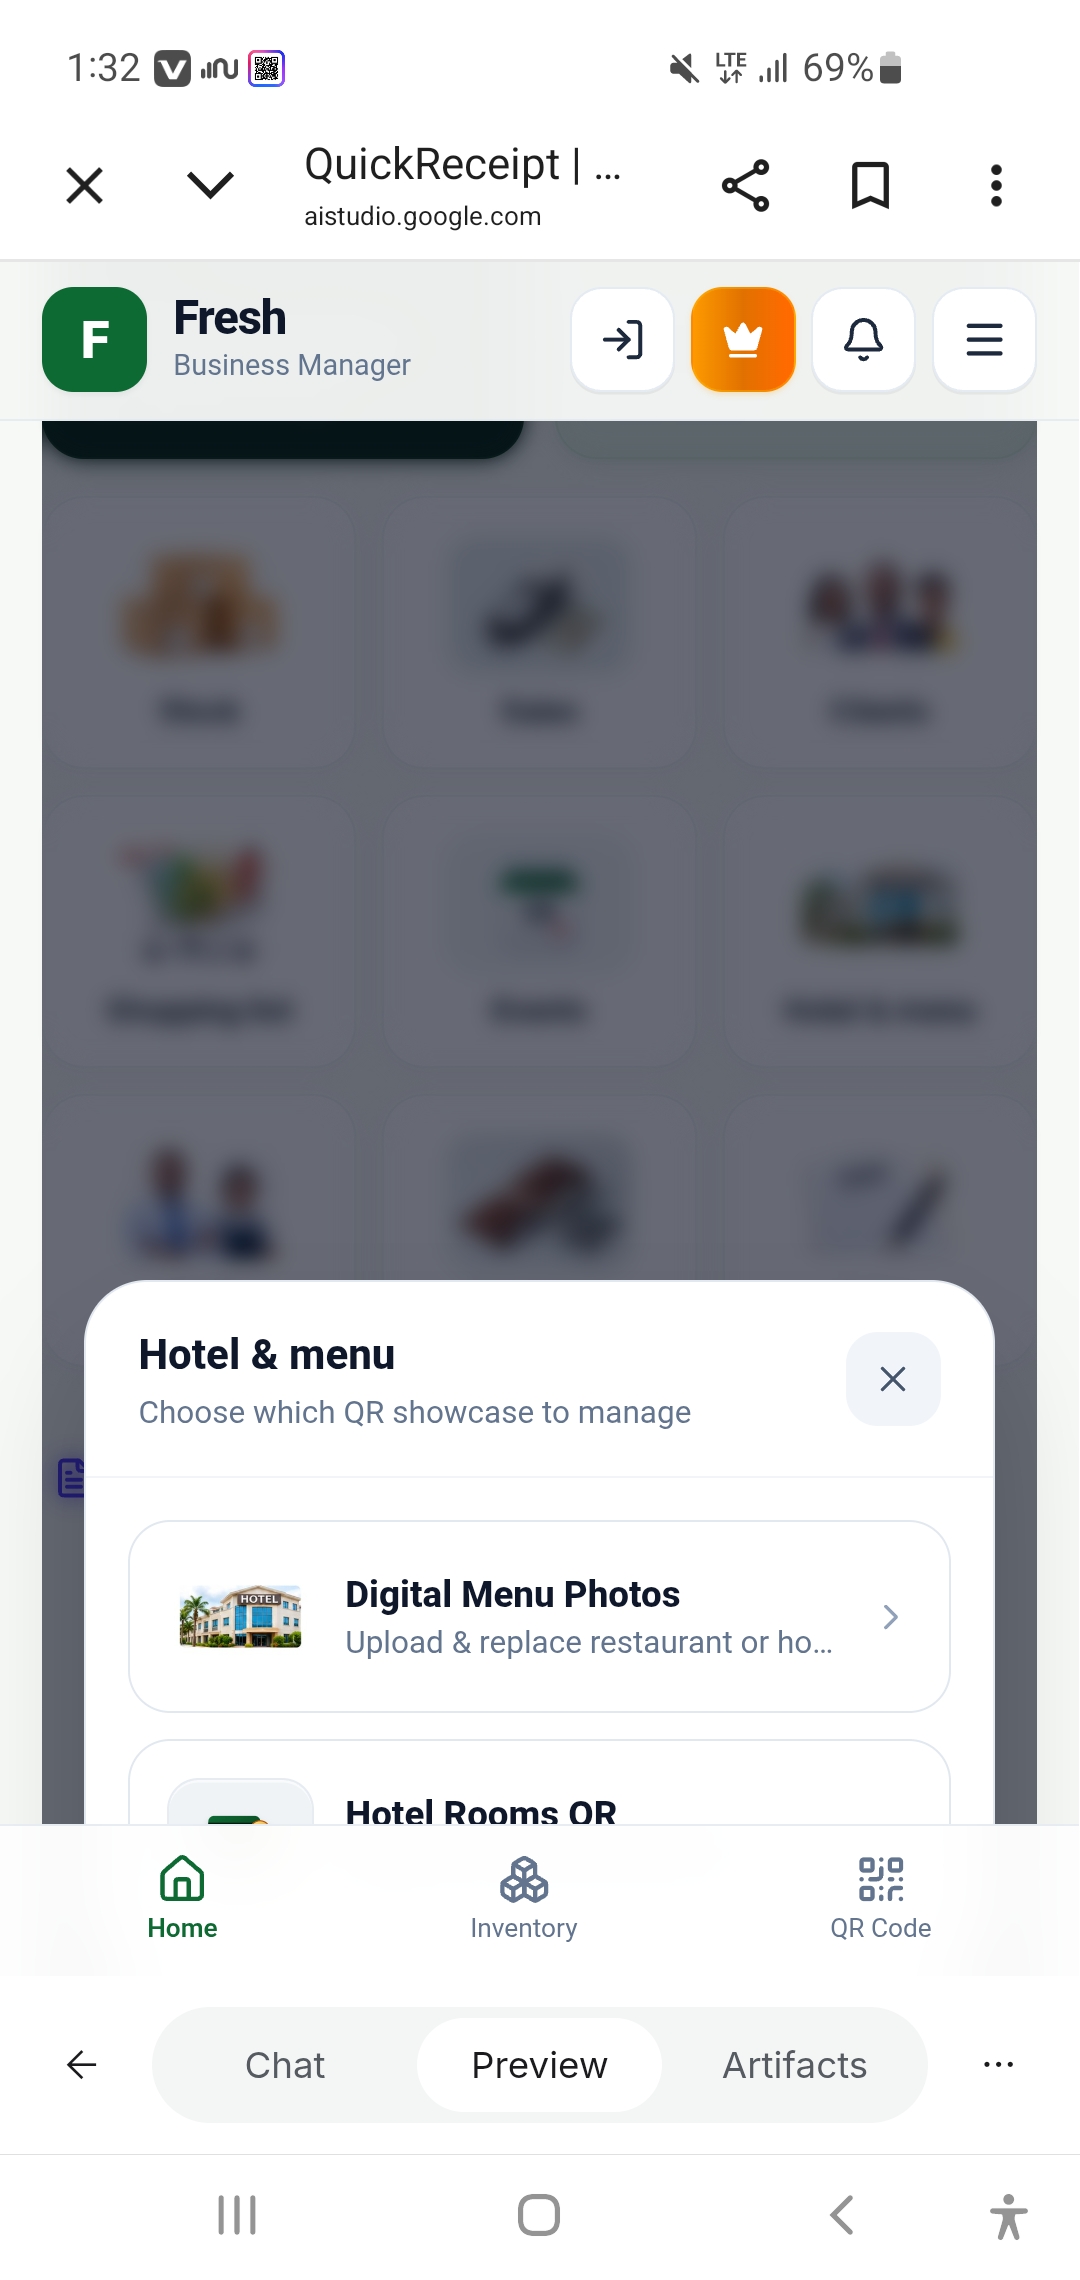 1:32
LTE
69%
QuickReceipt | ...
aistudio.google.com
F
Fresh
Business Manager
Hotel & menu
Choose which QR showcase to manage
HOTEL
Digital Menu Photos
Upload & replace restaurant or ho...
Hotel Rooms QR
Home
Inventory
QR Code
Chat
Preview
Artifacts